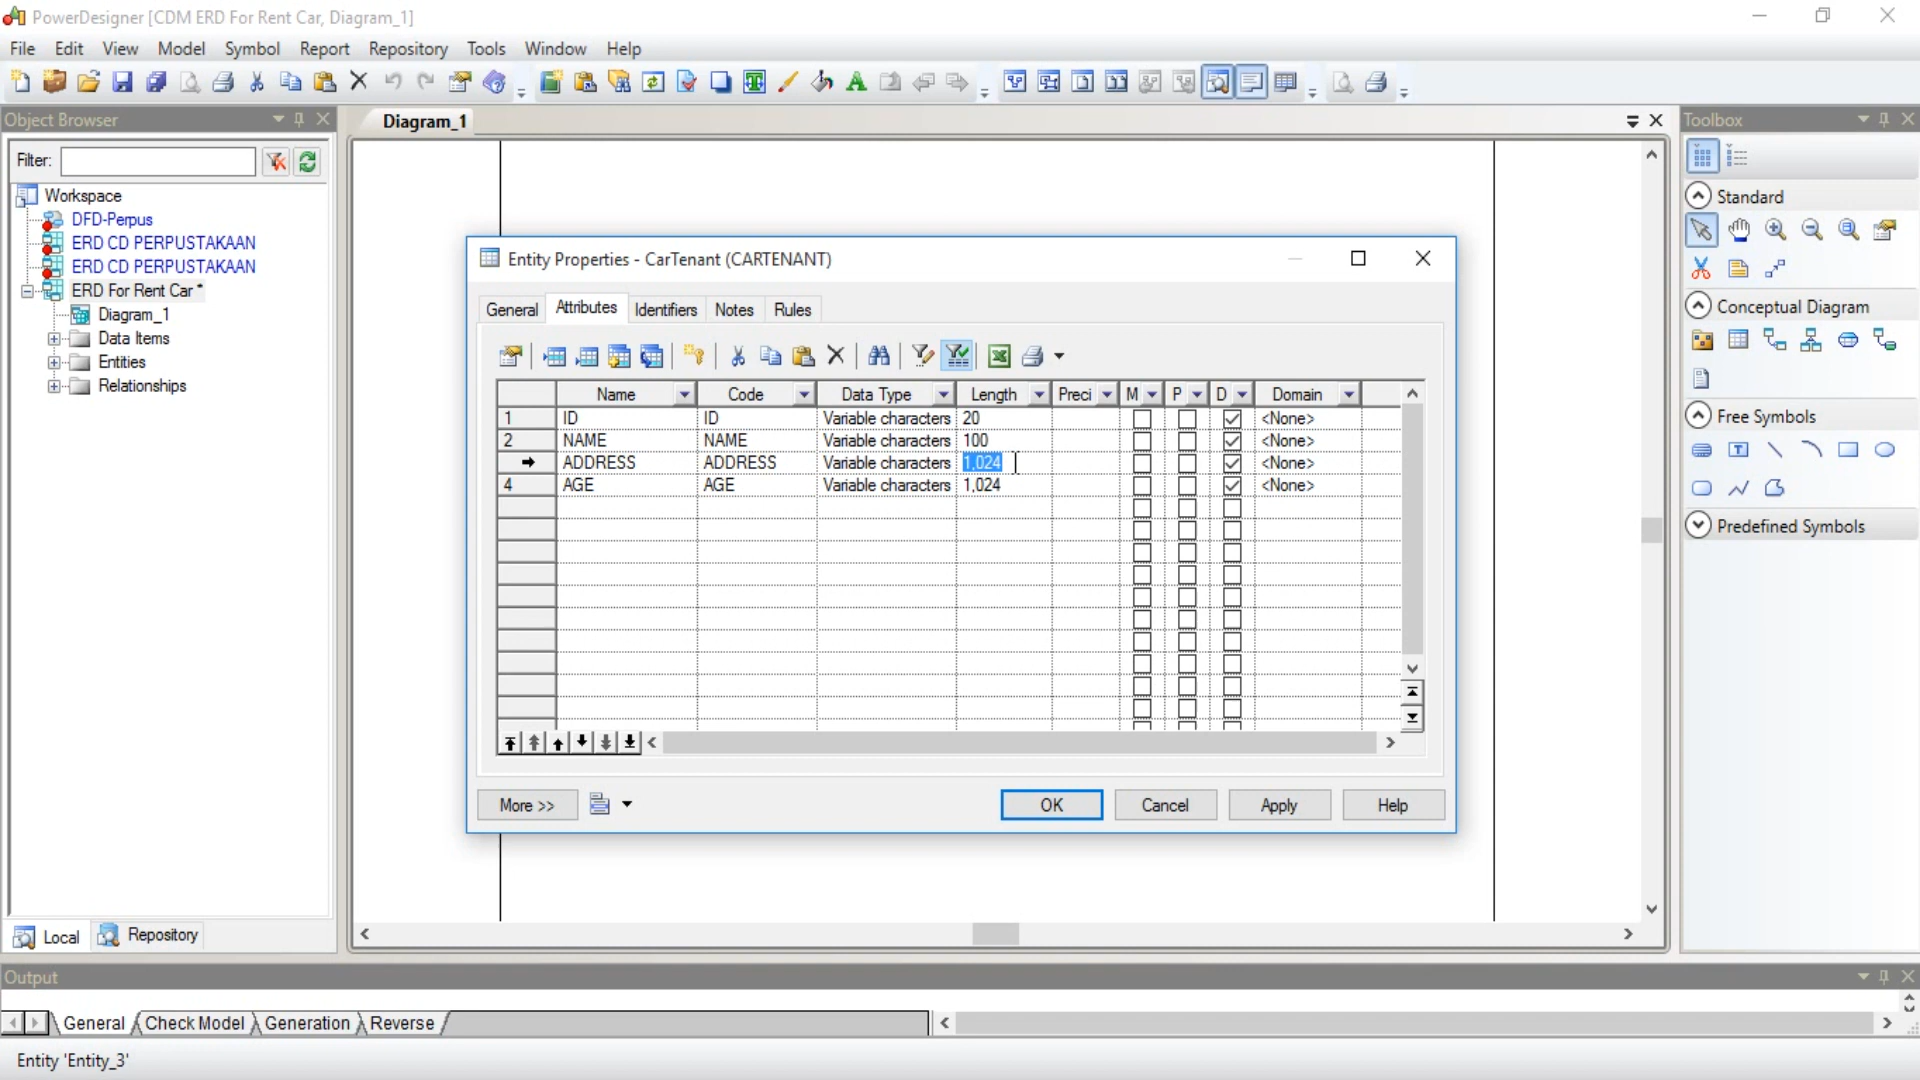 PowerDesigner [CDM ERD For Rent Car, Diagram_1]
File Edit View Model Symbol Report Repository Tools Window Help
Object Browser
Diagram_1
Toolbox
Filter:
Workspace
DFD-Perpus
ERD CD PERPUSTAKAAN
ERD CD PERPUSTAKAAN
ERD For Rent Car *
Diagram_1
Data Items
Entities
Relationships
Local Repository
Entity Properties - CarTenant (CARTENANT)
General Attributes Identifiers Notes Rules
Name Code Data Type Length Preci M P D Domain
1 ID ID Variable characters 20 <None>
2 NAME NAME Variable characters 100 <None>
ADDRESS ADDRESS Variable characters 1,024 <None>
4 AGE AGE Variable characters 1,024 <None>
More >> OK Cancel Apply Help
Standard
Conceptual Diagram
Free Symbols
Predefined Symbols
Output
General Check Model Generation Reverse
Entity 'Entity_3'